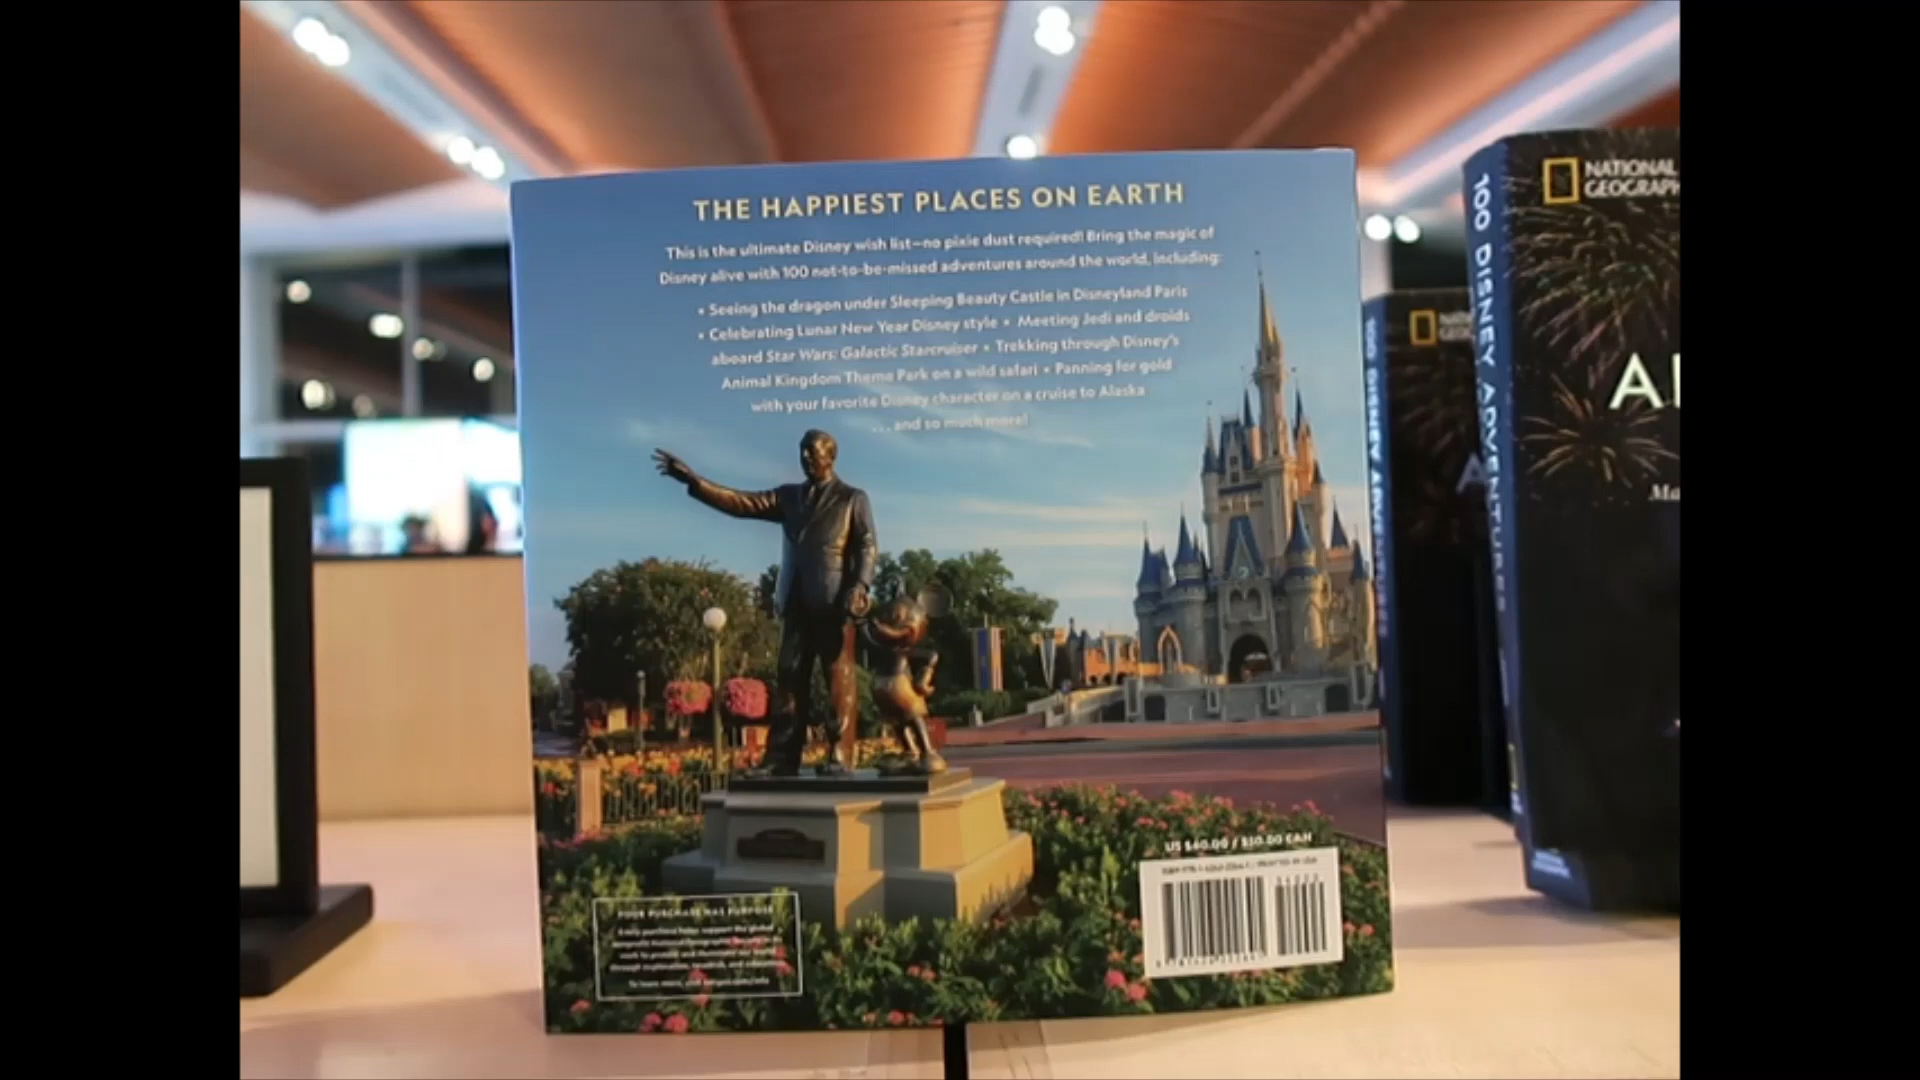 THE HAPPIEST PLACES ON EARTH
This is the ultimate Disney wish list—no pixie dust required! Bring the magic of
Disney alive with 100 not-to-be-missed adventures around the world, including:
• Seeing the dragon under Sleeping Beauty Castle in Disneyland Paris
• Celebrating Lunar New Year Disney style • Meeting Jedi and droids
aboard Star Wars: Galactic Starcruiser • Trekking through Disney's
Animal Kingdom Theme Park on a wild safari • Panning for gold
with your favorite Disney character on a cruise to Alaska
. . . and so much more!
US $40.00 / $50.00 CAN
YOUR PURCHASE HAS PURPOSE
100 DISNEY ADVENTURES
100 DISNEY ADVENTURES
NATIONAL